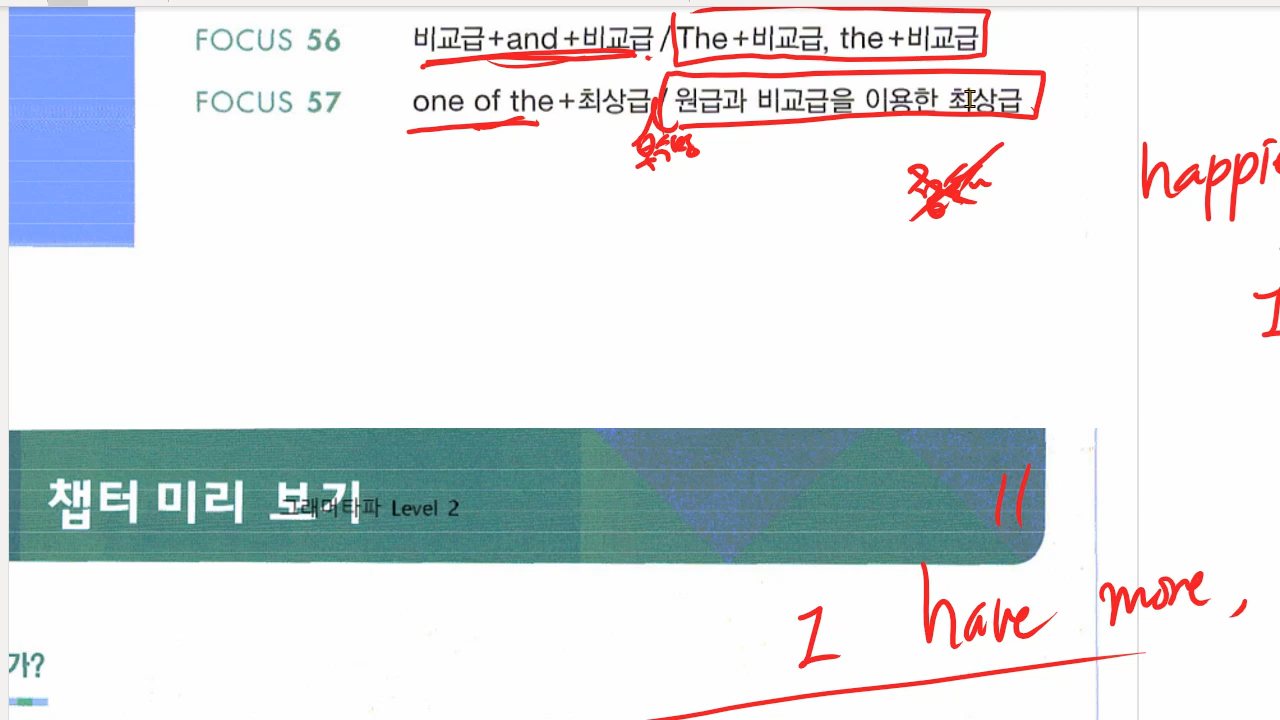 FOCUS 56 비교급+and+비교급 / The+비교급, the+비교급
FOCUS 57 one of the+최상급 / 원급과 비교급을 이용한 최상급
happi
I
챕터 미리 보기
그래머타파 Level 2
I have more,
가?